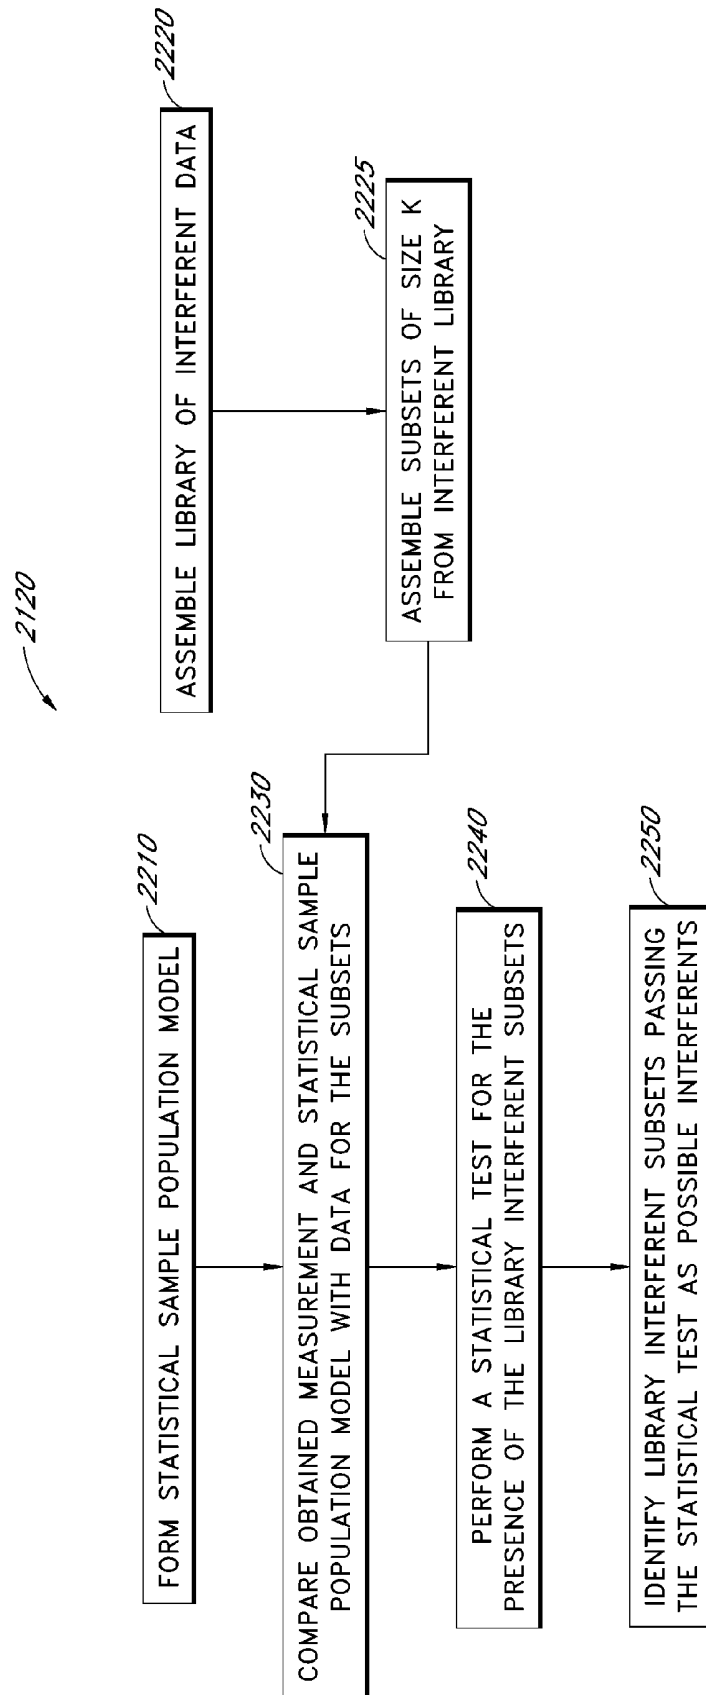 2120
2210
FORM STATISTICAL SAMPLE POPULATION MODEL
2220
ASSEMBLE LIBRARY OF INTERFERENT DATA
2225
ASSEMBLE SUBSETS OF SIZE K
FROM INTERFERENT LIBRARY
2230
COMPARE OBTAINED MEASUREMENT AND STATISTICAL SAMPLE
POPULATION MODEL WITH DATA FOR THE SUBSETS
2240
PERFORM A STATISTICAL TEST FOR THE
PRESENCE OF THE LIBRARY INTERFERENT SUBSETS
2250
IDENTIFY LIBRARY INTERFERENT SUBSETS PASSING
THE STATISTICAL TEST AS POSSIBLE INTERFERENTS